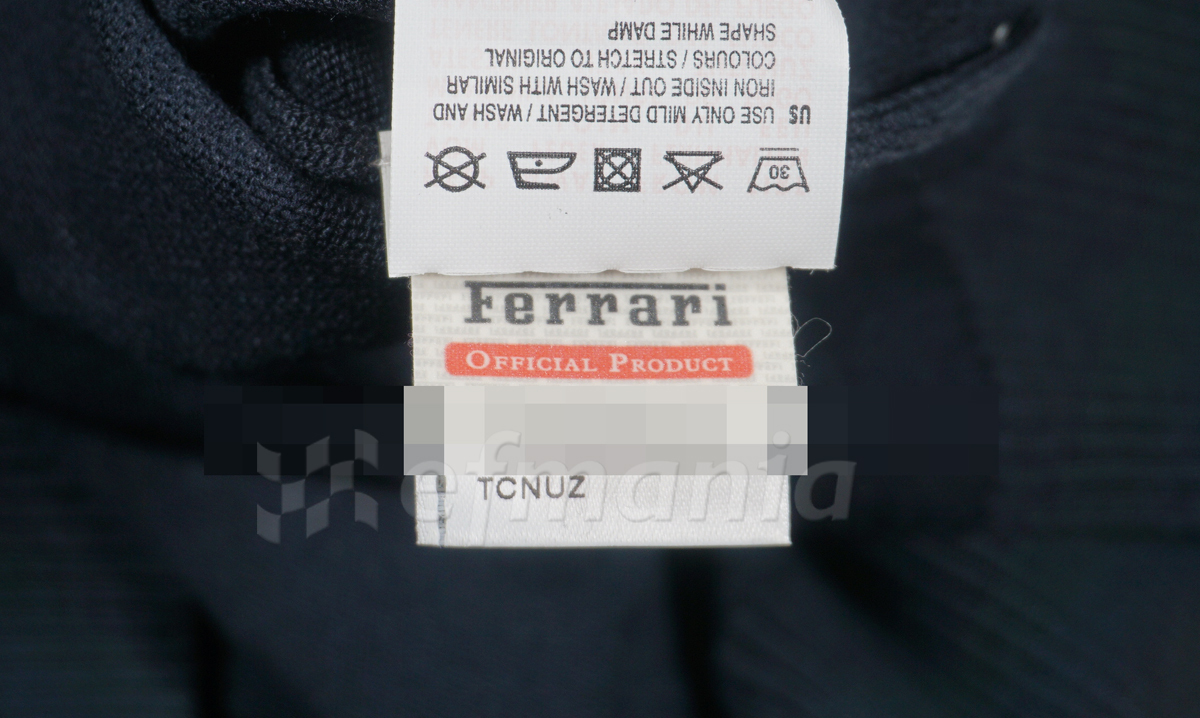 US USE ONLY MILD DETERGENT / WASH AND
IRON INSIDE OUT / WASH WITH SIMILAR
COLOURS / STRETCH TO ORIGINAL
SHAPE WHILE DAMP
30
Ferrari
OFFICIAL PRODUCT
TCNUZ
efmania